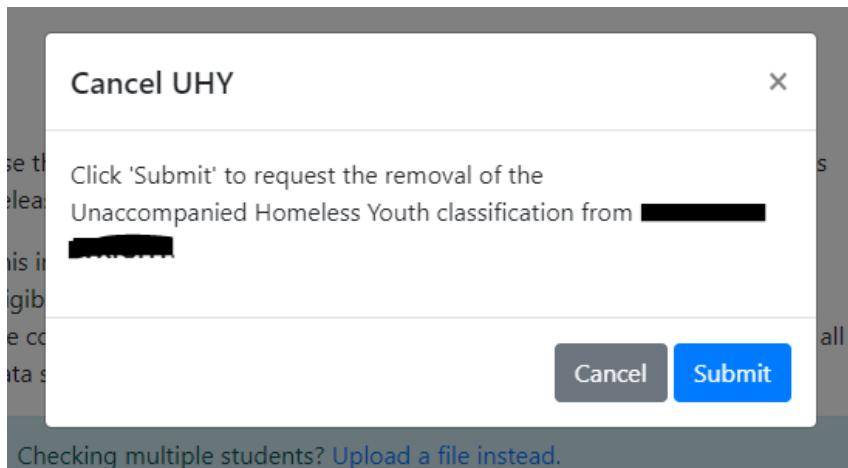 Cancel UHY
×
Click 'Submit' to request the removal of the
Unaccompanied Homeless Youth classification from
Cancel Submit
all
Checking multiple students? Upload a file instead.